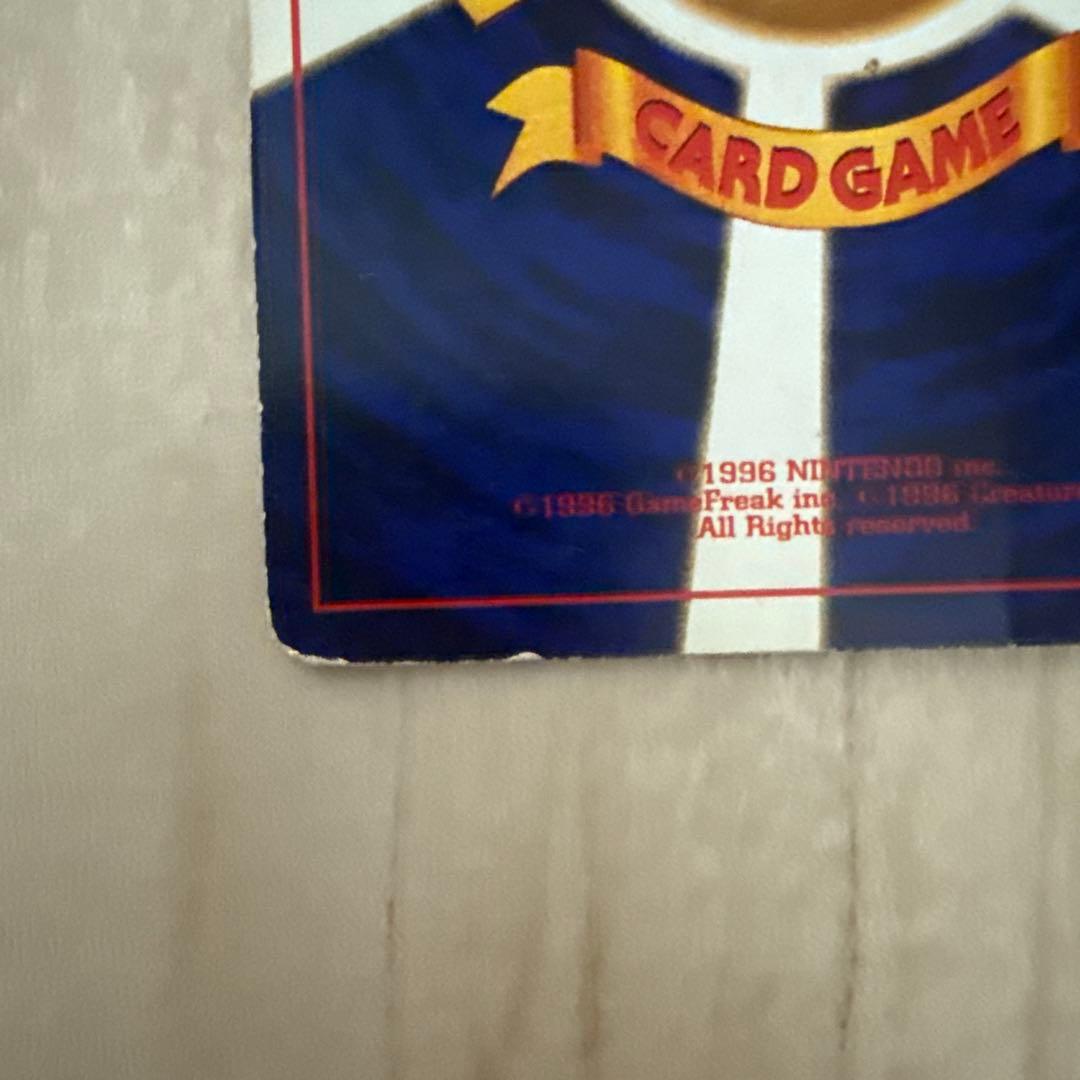 CARD GAME
©1996 NINTENDO inc.
©1996 GameFreak inc. ©1996
All Rights reserved.